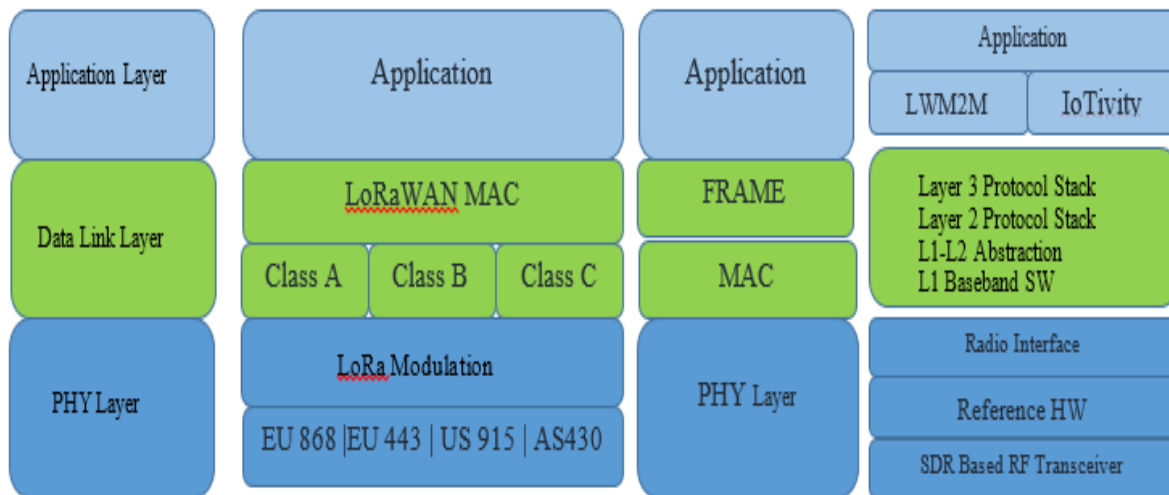 Application Layer
Application
Application
Application
LWM2M
IoTivity
Data Link Layer
LoRaWAN MAC
Class A
Class B
Class C
FRAME
MAC
Layer 3 Protocol Stack
Layer 2 Protocol Stack
L1-L2 Abstraction
L1 Baseband SW
PHY Layer
LoRa Modulation
EU 868 |EU 443 | US 915 | AS430
PHY Layer
Radio Interface
Reference HW
SDR Based RF Transceiver